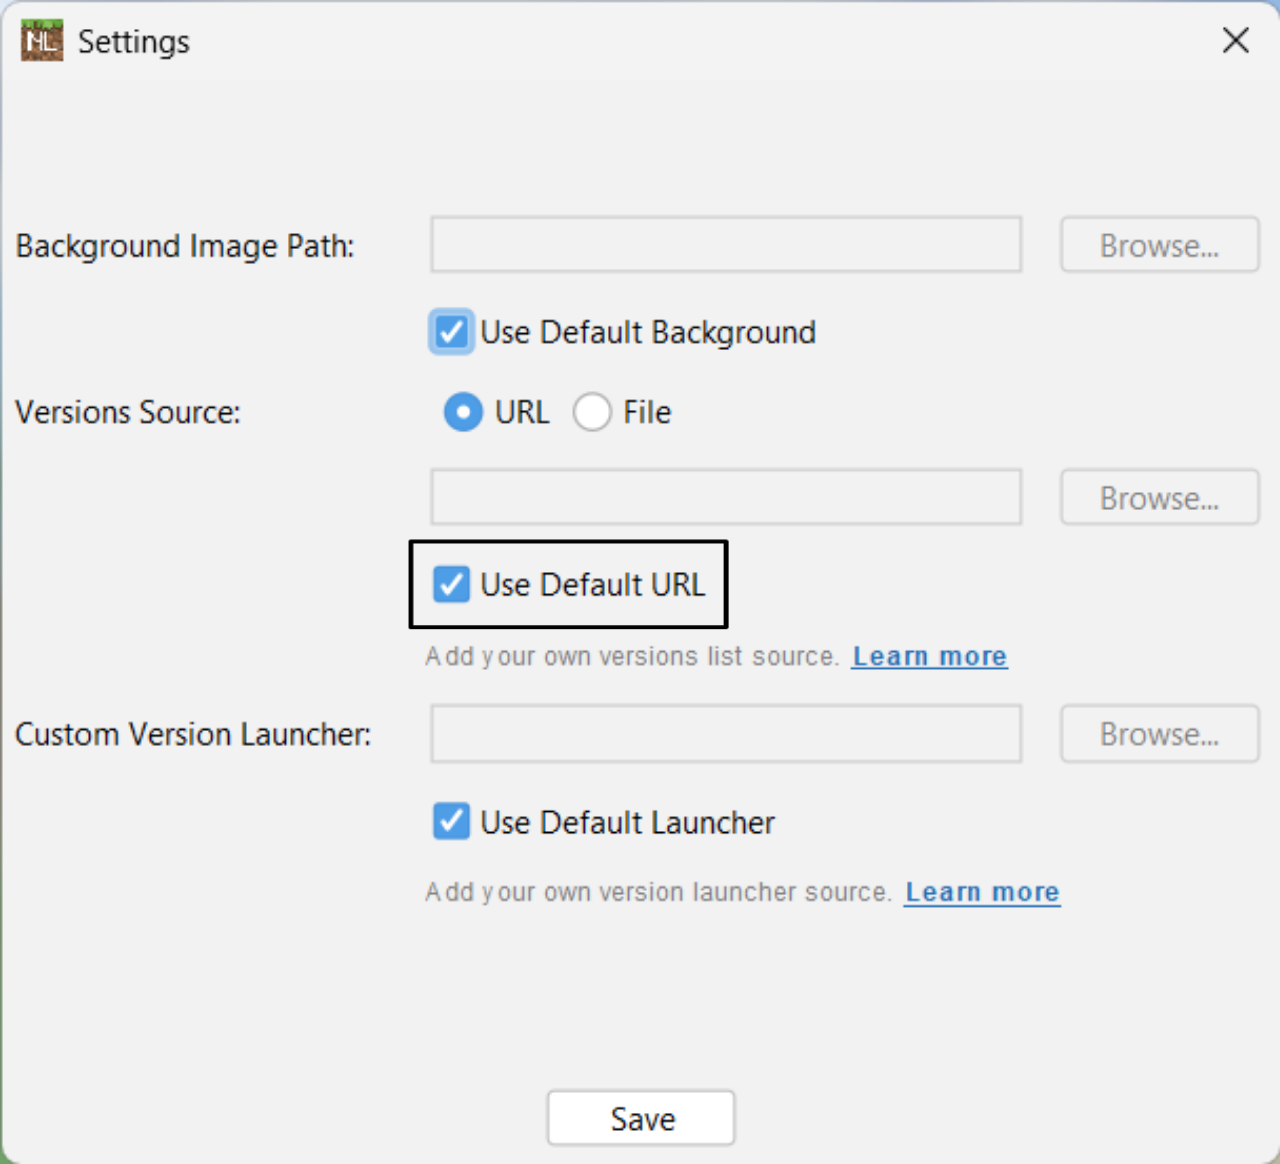 NL Settings
Background Image Path: Browse...
Use Default Background
Versions Source: URL File
Browse...
Use Default URL
Add your own versions list source. Learn more
Custom Version Launcher: Browse...
Use Default Launcher
Add your own version launcher source. Learn more
Save